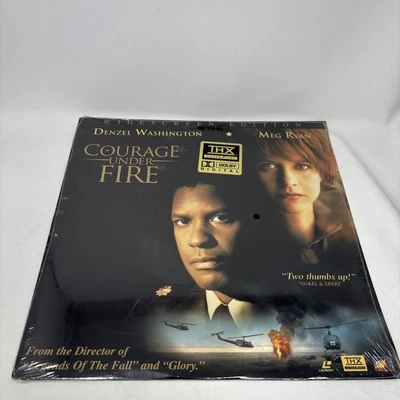 WIDESCREEN EDITION
DENZEL WASHINGTON ★ MEG RYAN
COURAGE
UNDER
FIRE
THX
DOLBY
DIGITAL
"Two thumbs up!"
"SISKEL & EBERT"
From the Director of
"Legends Of The Fall" and "Glory."
THX